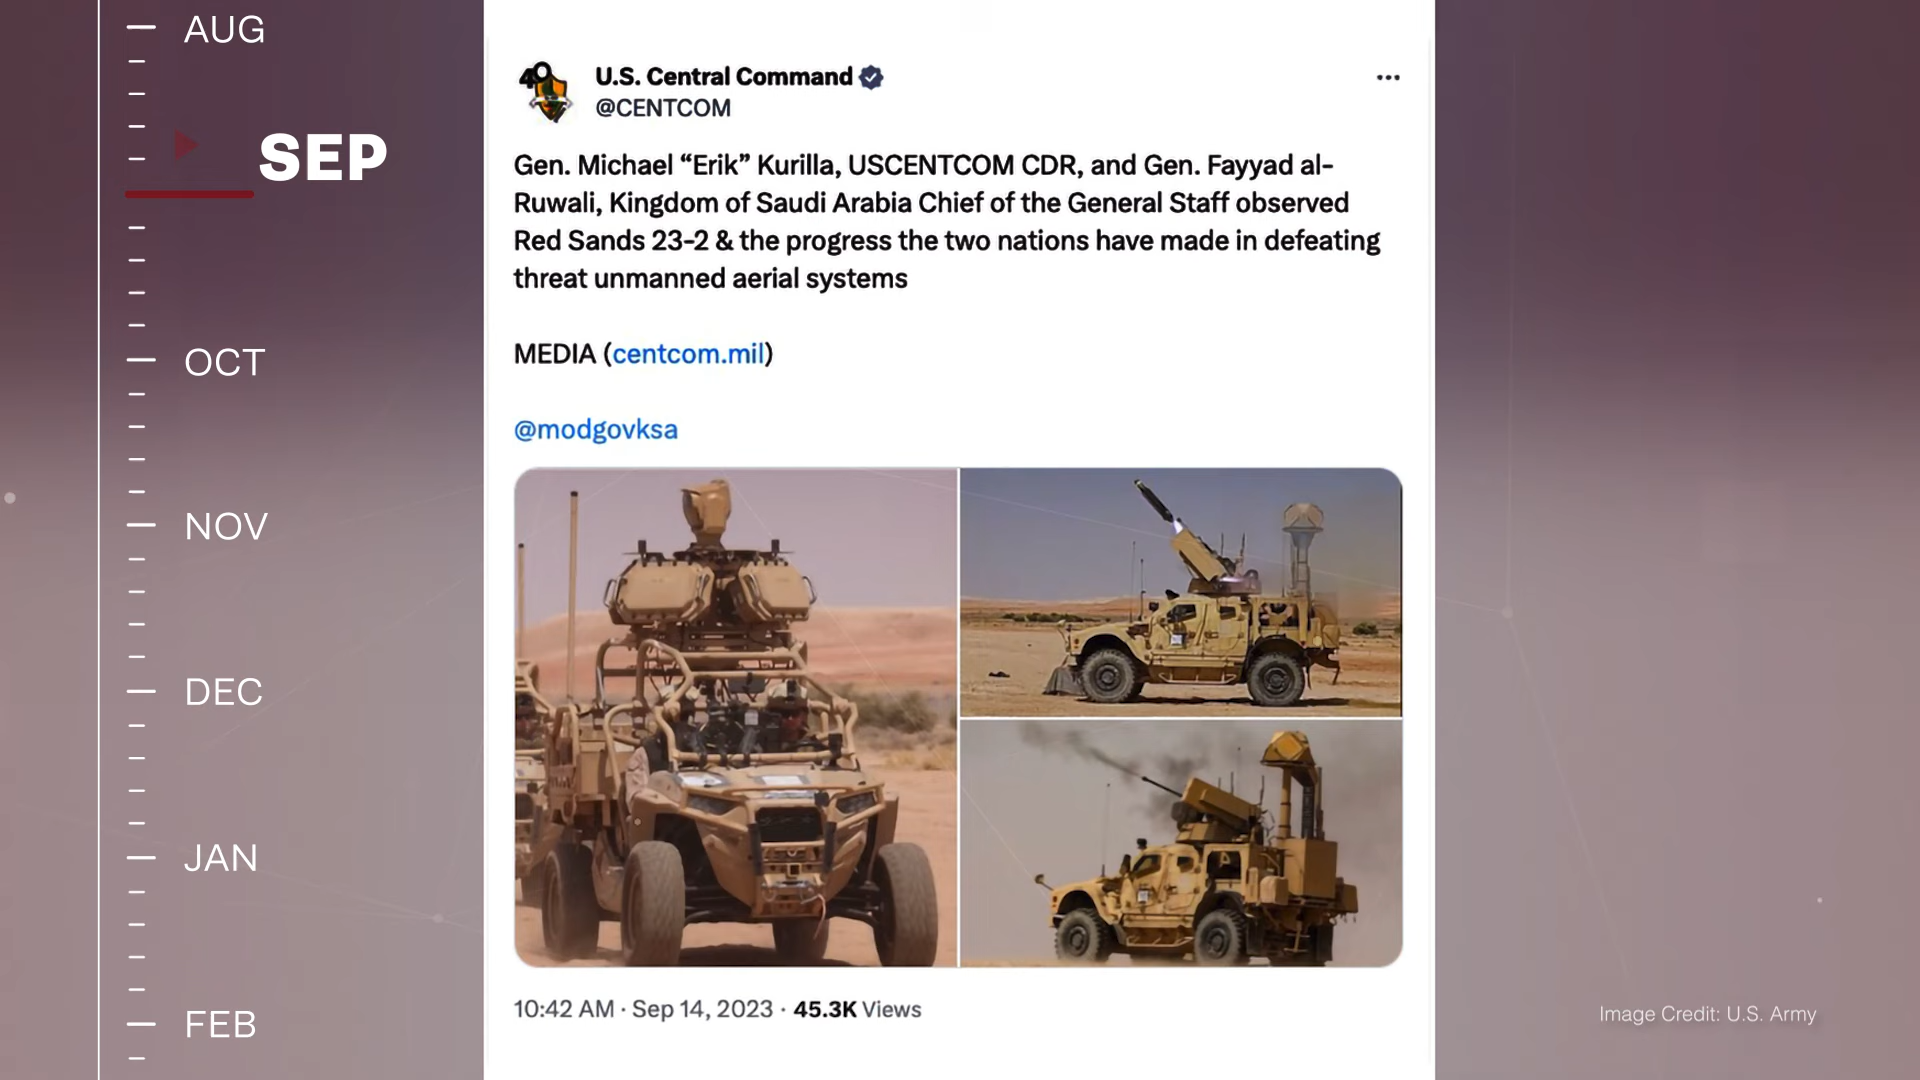 AUG
SEP
OCT
NOV
DEC
JAN
FEB
40
U.S. Central Command
@CENTCOM
Gen. Michael “Erik” Kurilla, USCENTCOM CDR, and Gen. Fayyad al-
Ruwali, Kingdom of Saudi Arabia Chief of the General Staff observed
Red Sands 23-2 & the progress the two nations have made in defeating
threat unmanned aerial systems
MEDIA (centcom.mil)
@modgovksa
10:42 AM · Sep 14, 2023 · 45.3K Views
Image Credit: U.S. Army